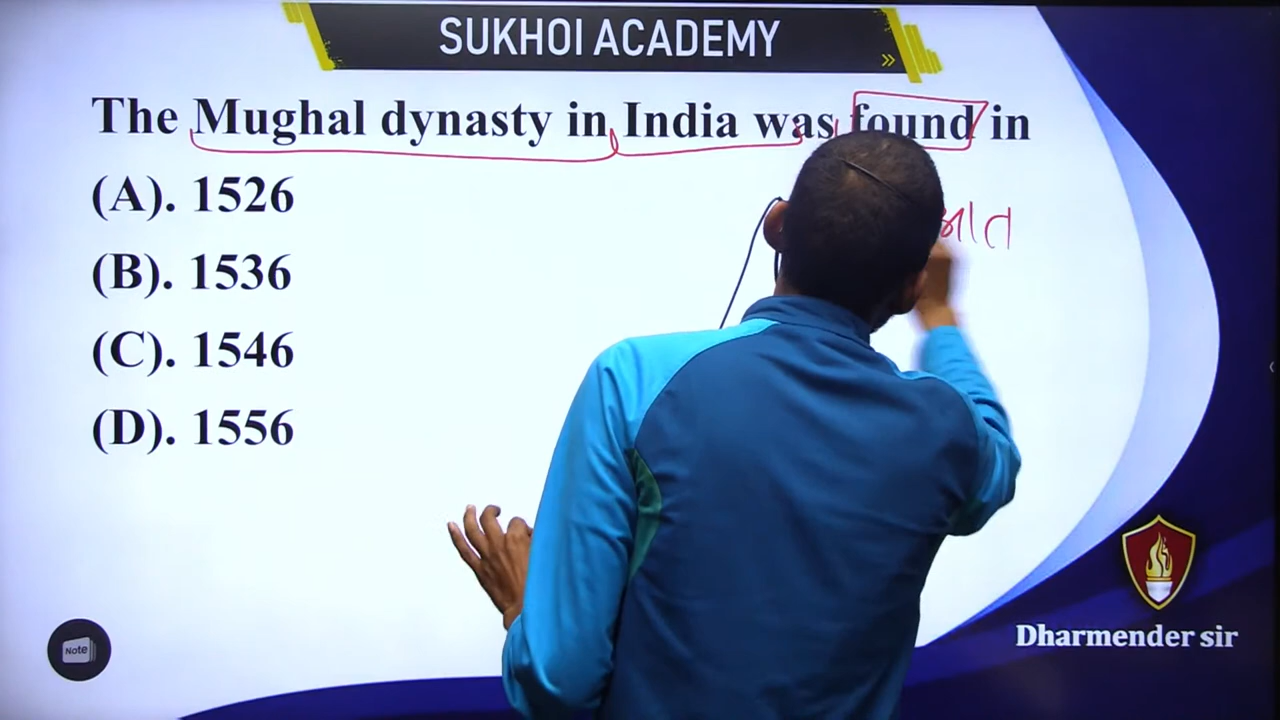 SUKHOI ACADEMY
The Mughal dynasty in India was found in
(A). 1526
(B). 1536
(C). 1546
(D). 1556
Note
Dharmender sir